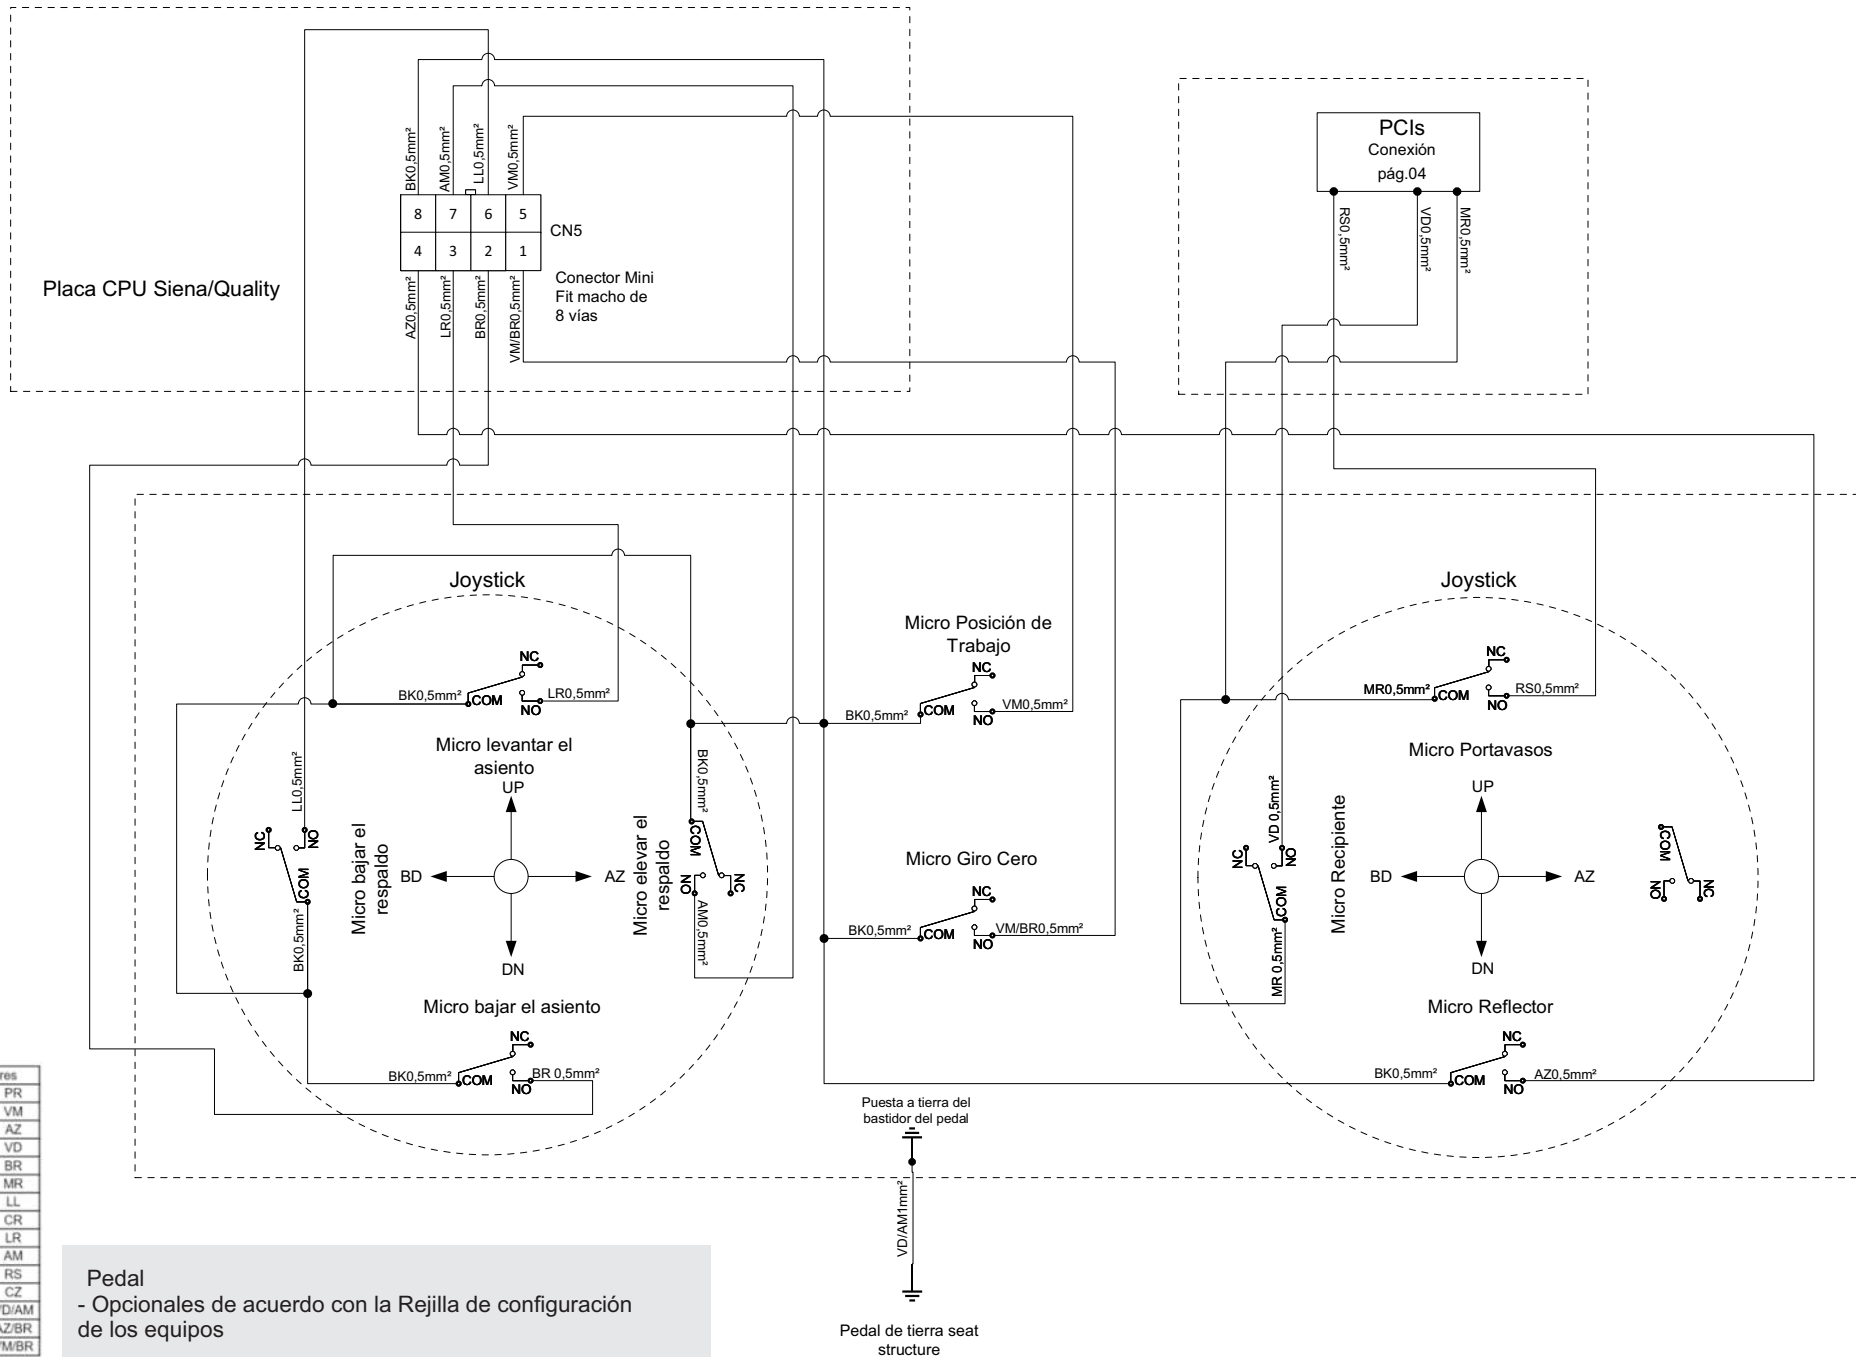 BK0,5mm²
AM0,5mm²
LL0,5mm²
VM0,5mm²
8
7
6
5
4
3
2
1
CN5
Conector Mini
Fit macho de
8 vías
AZ0,5mm²
LR0,5mm²
BR0,5mm²
VM/BR0,5mm²
Placa CPU Siena/Quality
PCIs
Conexión
pág.04
RS0,5mm²
VD0,5mm²
MR0,5mm²
Joystick
NC
BK0,5mm²
COM
NO
LR0,5mm²
Micro levantar el
asiento
UP
BD
AZ
DN
LL0,5mm²
NC
NO
COM
BK0,5mm²
Micro bajar el
respaldo
Micro elevar el
respaldo
BK0,5mm²
COM
NO
NC
AM0,5mm²
Micro bajar el asiento
NC
BK0,5mm²
COM
NO
BR 0,5mm²
Micro Posición de
Trabajo
NC
BK0,5mm²
COM
NO
VM0,5mm²
Micro Giro Cero
NC
BK0,5mm²
COM
NO
VM/BR0,5mm²
Joystick
NC
MR0,5mm²
COM
NO
RS0,5mm²
Micro Portavasos
UP
BD
AZ
DN
VD 0,5mm²
NC
NO
COM
MR 0,5mm²
Micro Recipiente
COM
NO
NC
Micro Reflector
NC
BK0,5mm²
COM
NO
AZ0,5mm²
Puesta a tierra del
bastidor del pedal
VD/AM1mm²
Pedal de tierra seat
structure
res
PR
VM
AZ
VD
BR
MR
LL
CR
LR
AM
RS
CZ
D/AM
AZ/BR
M/BR
Pedal
- Opcionales de acuerdo con la Rejilla de configuración
de los equipos